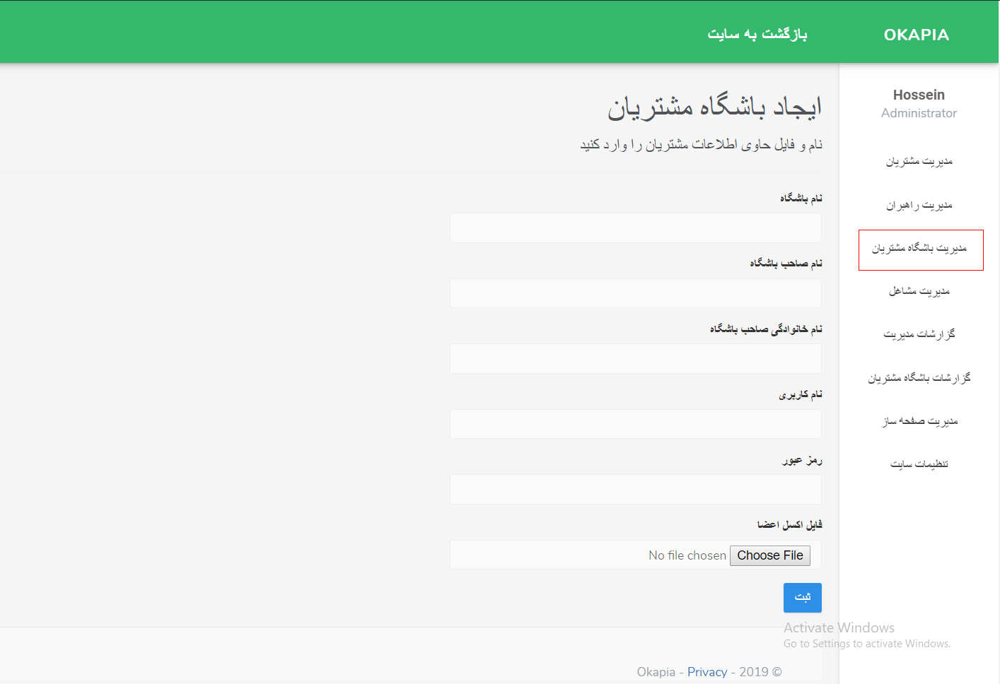 OKAPIA
بازگشت به سایت
Hossein
Administrator
مدیریت مشتریان
مدیریت راهبران
مدیریت باشگاه مشتریان
مدیریت مشاغل
گزارشات مدیریت
گزارشات باشگاه مشتریان
مدیریت صفحه ساز
تنظیمات سایت
ایجاد باشگاه مشتریان
نام و فایل حاوی اطلاعات مشتریان را وارد کنید
نام باشگاه
نام صاحب باشگاه
نام خانوادگی صاحب باشگاه
نام کاربری
رمز عبور
فایل اکسل اعضا
Choose File No file chosen
ثبت
Activate Windows
Go to Settings to activate Windows.
Okapia - Privacy - 2019 ©